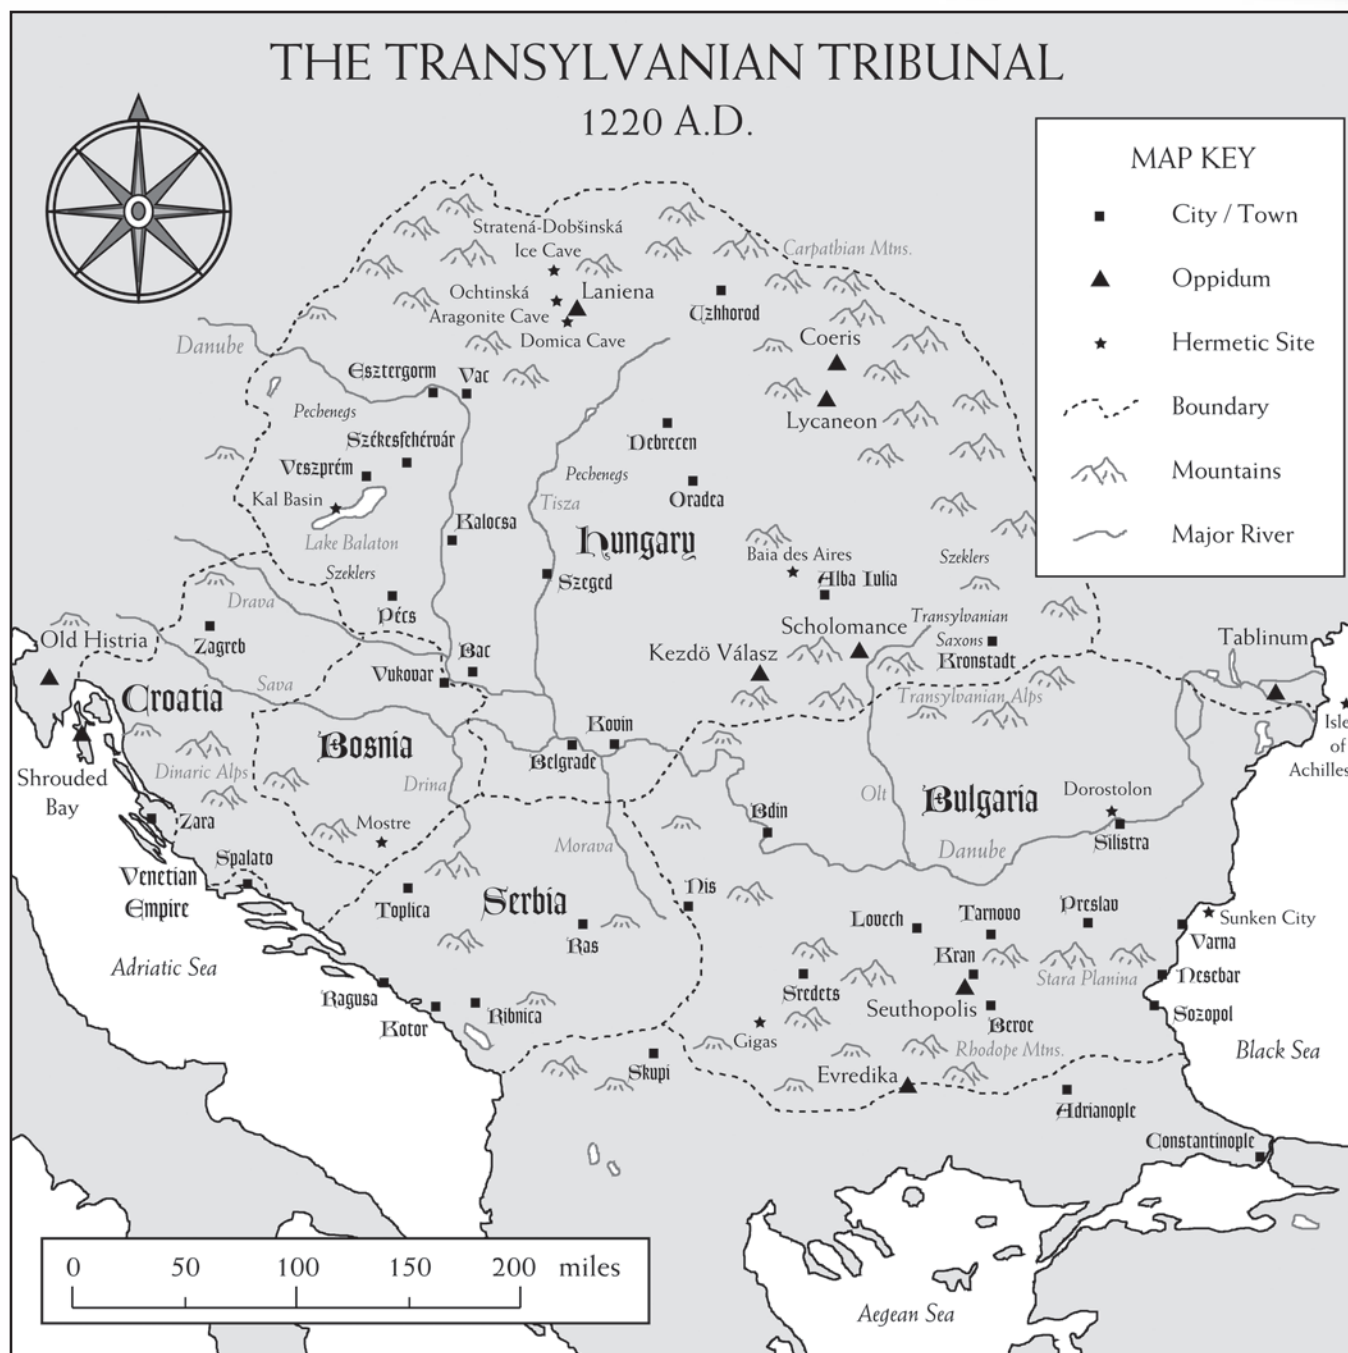 THE TRANSYLVANIAN TRIBUNAL
1220 A.D.
MAP KEY
City / Town
Oppidum
Hermetic Site
Boundary
Mountains
Major River
Stratená-Dobšinská
Ice Cave
Carpathian Mtns.
Ochtinská
Aragonite Cave
Laniena
Domica Cave
Uzhhorod
Danube
Coeris
Esztergorm
Vac
Lycaneon
Pechenegs
Székesfehérvár
Debrecen
Veszprém
Pechenegs
Kal Basin
Tisza
Oradea
Lake Balaton
Kalocsa
Hungary
Baia des Aires
Szeklers
Szeklers
Szeged
Alba Iulia
Drava
Pécs
Transylvanian
Saxons
Old Histria
Zagreb
Scholomance
Tablinum
Bac
Kezdö Válasz
Kronstadt
Vukovar
Sava
Croatia
Transylvanian Alps
Isle
of
Achilles
Kovin
Bosnia
Belgrade
Shrouded
Bay
Dinaric Alps
Drina
Olt
Bulgaria
Dorostolon
Zara
Mostre
Bdin
Morava
Danube
Silistra
Spalato
Venetian
Empire
Toplica
Serbia
Nis
Ras
Lovech
Tarnovo
Preslav
Sunken City
Varna
Adriatic Sea
Kran
Stara Planina
Nesebar
Ragusa
Kotor
Ribnica
Sredets
Seuthopolis
Beroe
Sozopol
Gigas
Rhodope Mtns.
Black Sea
Skupi
Evredika
Adrianople
Constantinople
0 50 100 150 200 miles
Aegean Sea